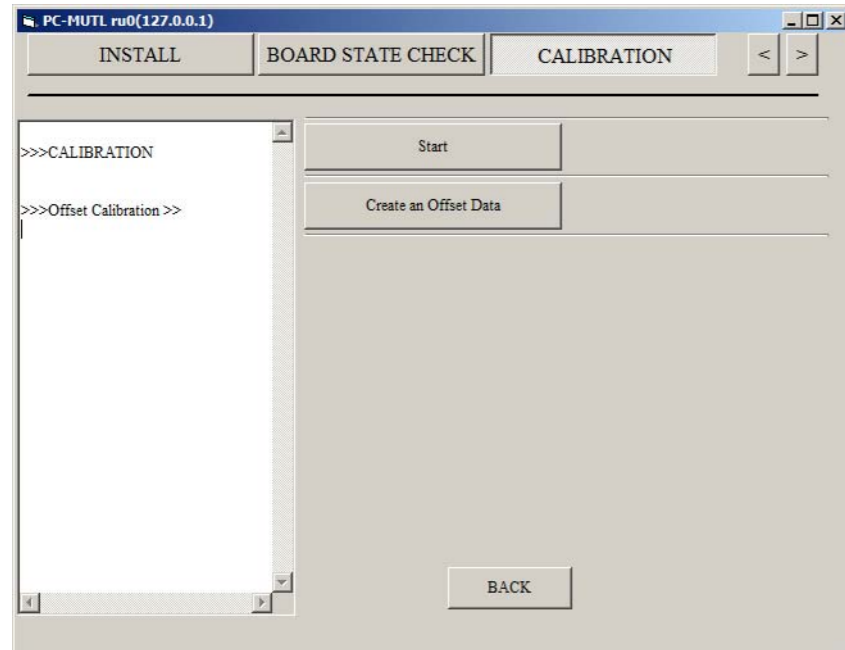 PC-MUTL ru0(127.0.0.1)
INSTALL
BOARD STATE CHECK
CALIBRATION
<
>
>>>CALIBRATION
Start
>>>Offset Calibration >>
Create an Offset Data
BACK